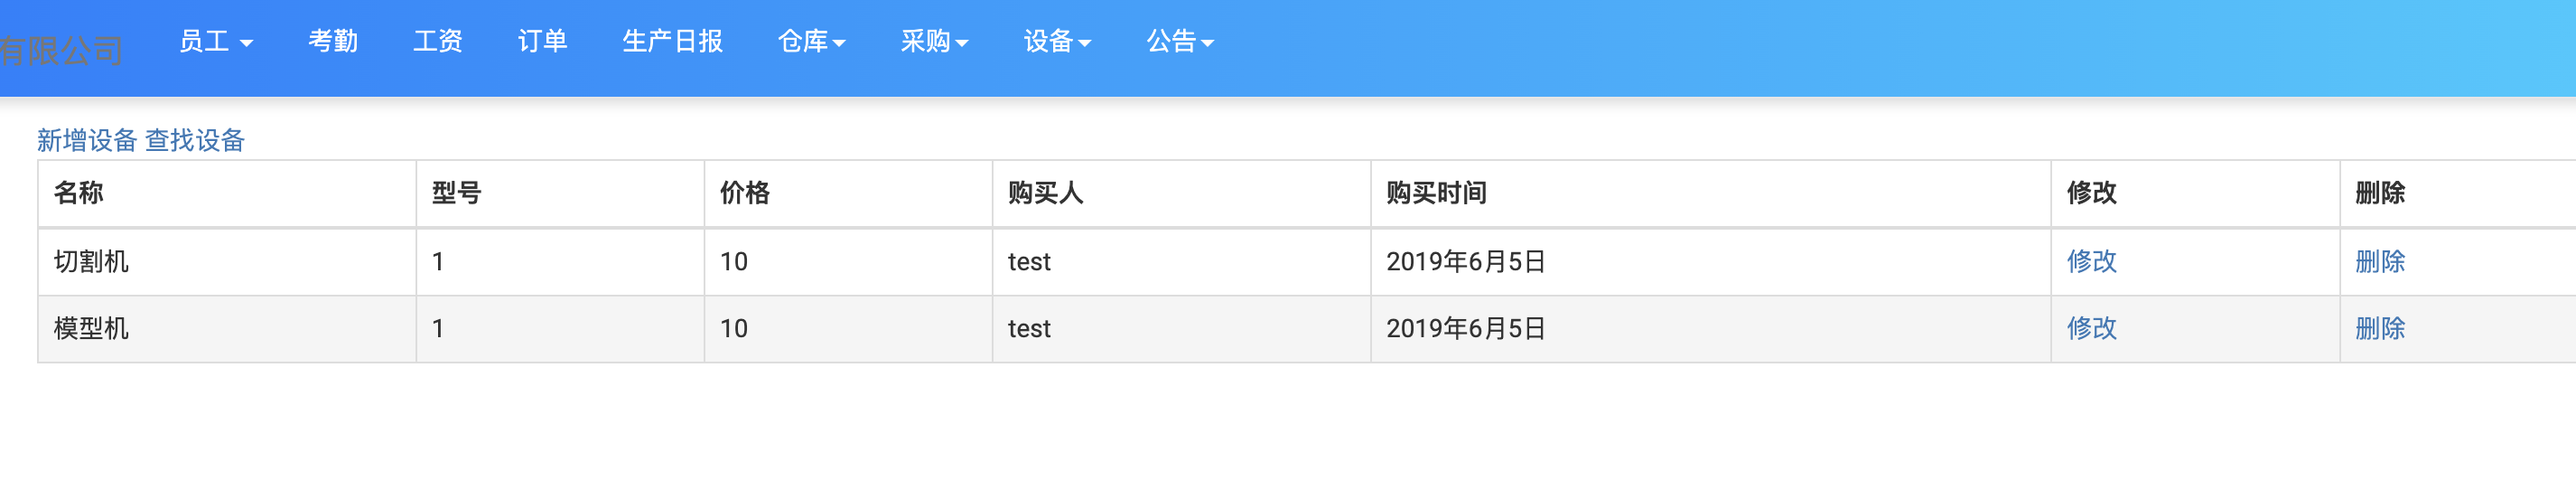 有限公司 员工 考勤 工资 订单 生产日报 仓库 采购 设备 公告
新增设备 查找设备
名称 型号 价格 购买人 购买时间 修改 删除
切割机 1 10 test 2019年6月5日 修改 删除
模型机 1 10 test 2019年6月5日 修改 删除